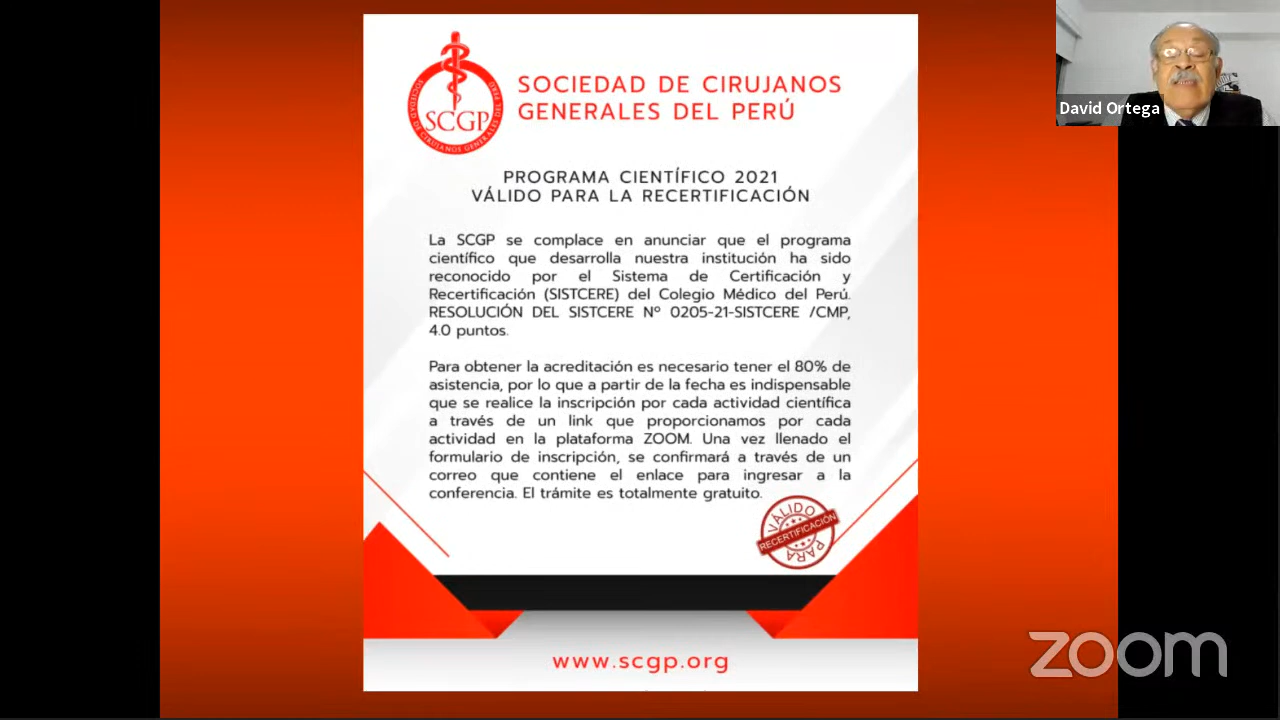 SOCIEDAD DE CIRUJANOS
GENERALES DEL PERÚ
SCGP
SOCIEDAD DE CIRUJANOS GENERALES DEL PERÚ
PROGRAMA CIENTÍFICO 2021
VÁLIDO PARA LA RECERTIFICACIÓN
La SCGP se complace en anunciar que el programa
científico que desarrolla nuestra institución ha sido
reconocido por el Sistema de Certificación y
Recertificación (SISTCERE) del Colegio Médico del Perú.
RESOLUCIÓN DEL SISTCERE Nº 0205-21-SISTCERE /CMP,
4.0 puntos.
Para obtener la acreditación es necesario tener el 80% de
asistencia, por lo que a partir de la fecha es indispensable
que se realice la inscripción por cada actividad científica
a través de un link que proporcionamos por cada
actividad en la plataforma ZOOM. Una vez llenado el
formulario de inscripción, se confirmará a través de un
correo que contiene el enlace para ingresar a la
conferencia. El trámite es totalmente gratuito.
VÁLIDO
RECERTIFICACIÓN
PARA
www.scgp.org
David Ortega
zoom